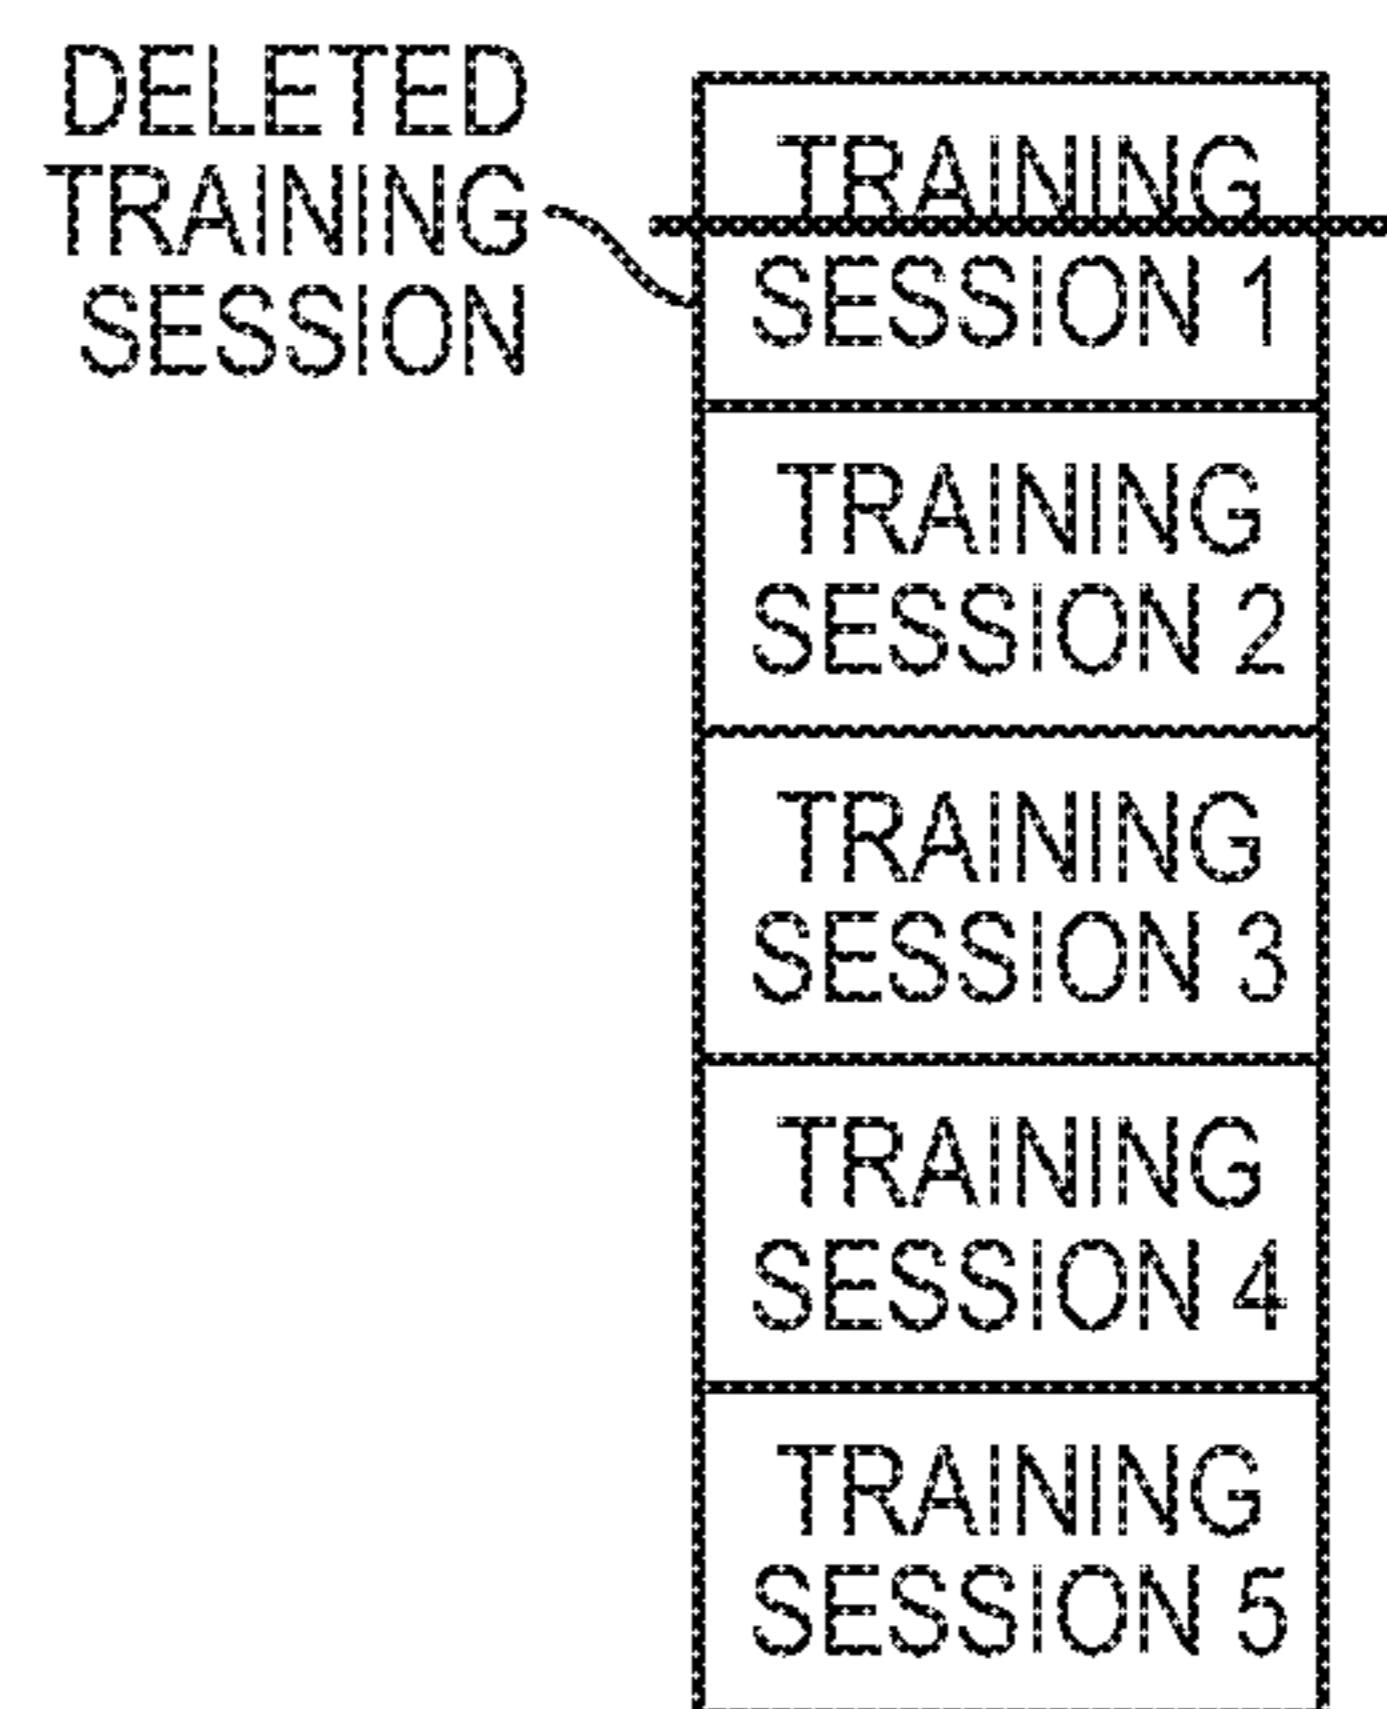 DELETED
TRAINING
SESSION
TRAINING
SESSION 1
TRAINING
SESSION 2
TRAINING
SESSION 3
TRAINING
SESSION 4
TRAINING
SESSION 5